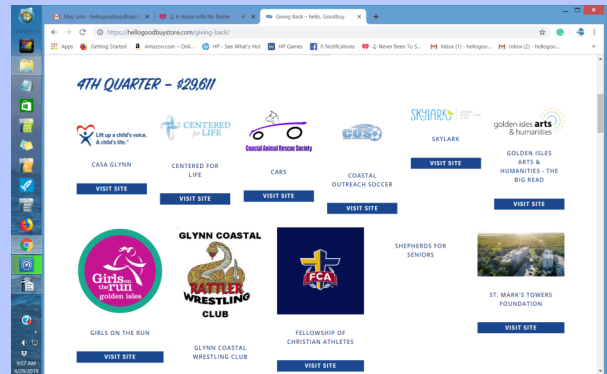 May Lion - hellogoodbuy@san
A Horse with No Name
Giving Back – hello, Goodbuy
https://hellogoodbuystore.com/giving-back/
Apps
Getting Started
Amazon.com – Onli...
HP - See What's Hot
HP Games
0 Notifications
Never Been To S...
Inbox (1) - hellogoo...
Inbox (2) - hellogoo...
4TH QUARTER – $29,611
Lift up a child's voice.
A child's life.™
CASA GLYNN
VISIT SITE
CENTERED
for LIFE
CENTERED FOR
LIFE
VISIT SITE
Coastal Animal Rescue Society
CARS
VISIT SITE
COS
COASTAL
OUTREACH SOCCER
VISIT SITE
SKYLARK
SKYLARK
VISIT SITE
golden isles arts
& humanities
GOLDEN ISLES
ARTS &
HUMANITIES - THE
BIG READ
VISIT SITE
Girls on
the run
golden isles
GIRLS ON THE RUN
VISIT SITE
GLYNN COASTAL
RATTLER
WRESTLING
CLUB
GLYNN COASTAL
WRESTLING CLUB
FCA
FELLOWSHIP OF
CHRISTIAN ATHLETES
VISIT SITE
SHEPHERDS FOR
SENIORS
ST. MARK'S TOWERS
FOUNDATION
VISIT SITE
9:57 AM
4/29/2019